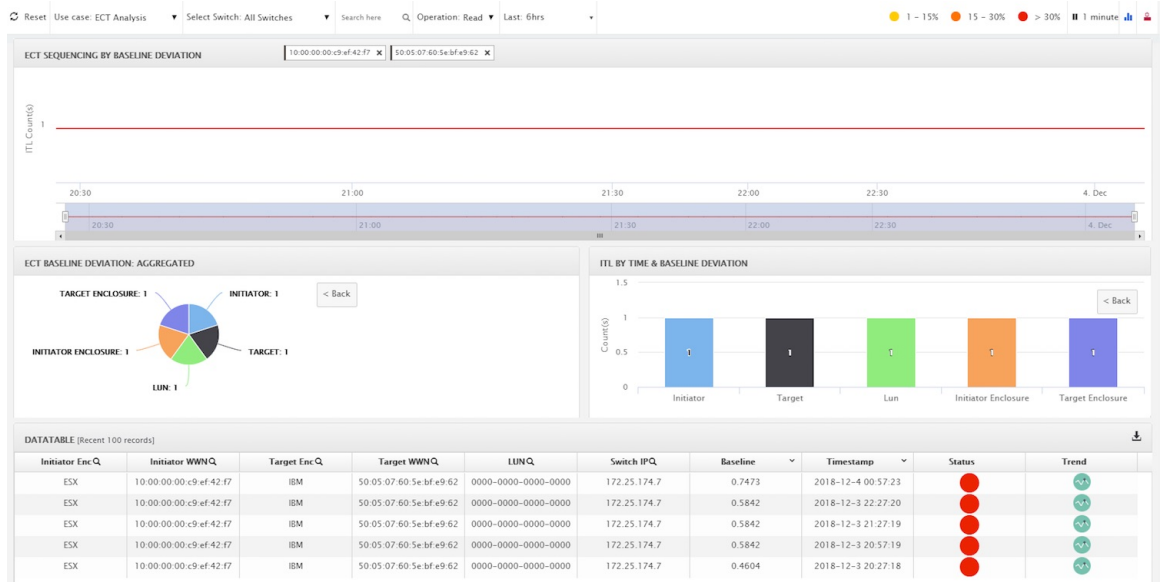 Reset Use case: ECT Analysis Select Switch: All Switches Search here Operation: Read Last: 6hrs 1 - 15% 15 - 30% > 30% 1 minute
ECT SEQUENCING BY BASELINE DEVIATION 10:00:00:00:c9:ef:42:f7 x 50:05:07:60:5e:bf:e9:62 x
ITL Count(s)
1
20:30 21:00 21:30 22:00 22:30 4. Dec
20:30 21:00 21:30 22:00 22:30 4. Dec
ECT BASELINE DEVIATION: AGGREGATED
TARGET ENCLOSURE: 1 INITIATOR: 1 < Back
INITIATOR ENCLOSURE: 1 TARGET: 1
LUN: 1
ITL BY TIME & BASELINE DEVIATION
1.5
< Back
1
Count(s)
0.5
1 1 1 1 1
0
Initiator Target Lun Initiator Enclosure Target Enclosure
DATATABLE [Recent 100 records]
Initiator Enc Initiator WWN Target Enc Target WWN LUN Switch IP Baseline Timestamp Status Trend
ESX 10:00:00:00:c9:ef:42:f7 IBM 50:05:07:60:5e:bf:e9:62 0000-0000-0000-0000 172.25.174.7 0.7473 2018-12-4 00:57:23
ESX 10:00:00:00:c9:ef:42:f7 IBM 50:05:07:60:5e:bf:e9:62 0000-0000-0000-0000 172.25.174.7 0.5842 2018-12-3 22:27:20
ESX 10:00:00:00:c9:ef:42:f7 IBM 50:05:07:60:5e:bf:e9:62 0000-0000-0000-0000 172.25.174.7 0.5842 2018-12-3 21:27:19
ESX 10:00:00:00:c9:ef:42:f7 IBM 50:05:07:60:5e:bf:e9:62 0000-0000-0000-0000 172.25.174.7 0.5842 2018-12-3 20:57:19
ESX 10:00:00:00:c9:ef:42:f7 IBM 50:05:07:60:5e:bf:e9:62 0000-0000-0000-0000 172.25.174.7 0.4604 2018-12-3 20:27:18